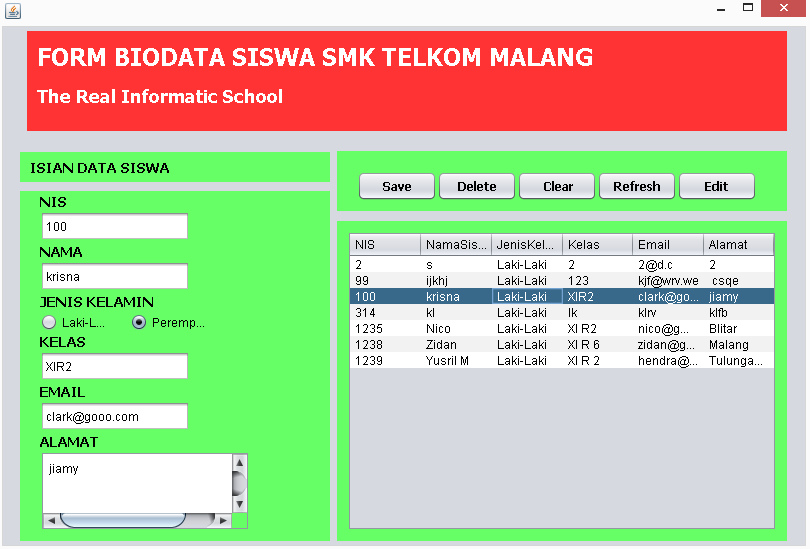 FORM BIODATA SISWA SMK TELKOM MALANG
The Real Informatic School
ISIAN DATA SISWA
NIS
100
NAMA
krisna
JENIS KELAMIN
Laki-L... Peremp...
KELAS
XIR2
EMAIL
clark@gooo.com
ALAMAT
jiamy
Save Delete Clear Refresh Edit
NIS NamaSis... JenisKel... Kelas Email Alamat
2 s Laki-Laki 2 2@d.c 2
99 ijkhj Laki-Laki 123 kjf@wrv.we csqe
100 krisna Laki-Laki XIR2 clark@go... jiamy
314 kl Laki-Laki lk klrv klfb
1235 Nico Laki-Laki XI R2 nico@g... Blitar
1238 Zidan Laki-Laki XI R 6 zidan@g... Malang
1239 Yusril M Laki-Laki XI R 2 hendra@... Tulunga...